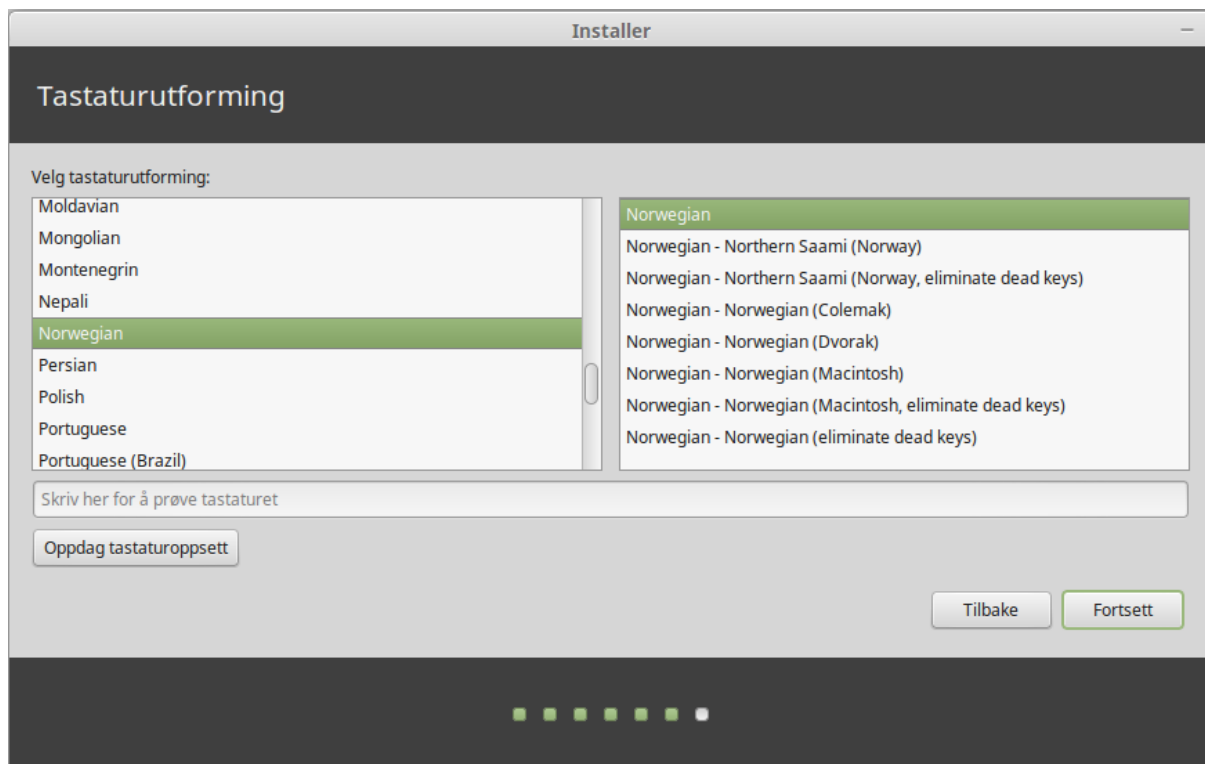 Installer
Tastaturutforming
Velg tastaturutforming:
Moldavian
Mongolian
Montenegrin
Nepali
Norwegian
Persian
Polish
Portuguese
Portuguese (Brazil)
Norwegian
Norwegian - Northern Saami (Norway)
Norwegian - Northern Saami (Norway, eliminate dead keys)
Norwegian - Norwegian (Colemak)
Norwegian - Norwegian (Dvorak)
Norwegian - Norwegian (Macintosh)
Norwegian - Norwegian (Macintosh, eliminate dead keys)
Norwegian - Norwegian (eliminate dead keys)
Skriv her for å prøve tastaturet
Oppdag tastaturoppsett
Tilbake
Fortsett